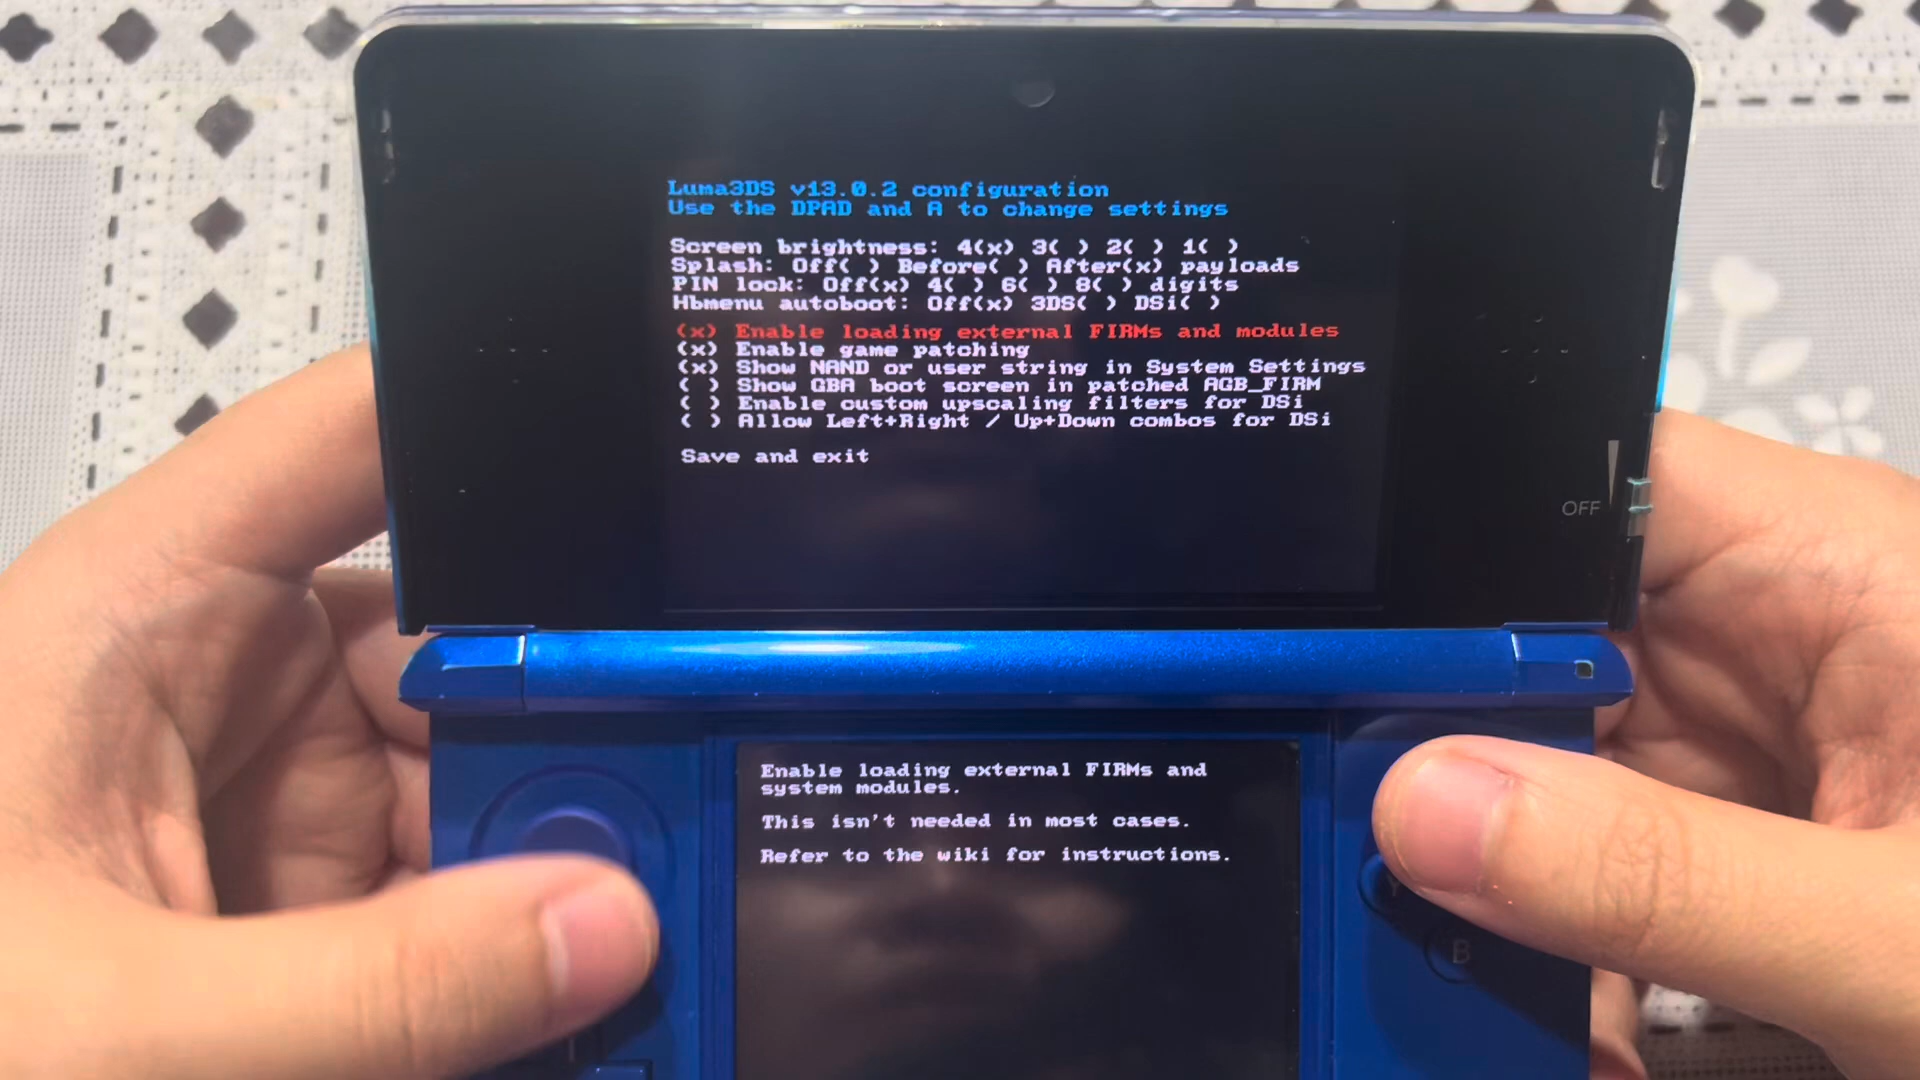 Luma3DS v13.0.2 configuration
Use the DPAD and A to change settings
Screen brightness: 4(x) 3( ) 2( ) 1( )
Splash: Off( ) Before( ) After(x) payloads
PIN lock: Off(x) 4( ) 6( ) 8( ) digits
Hbmenu autoboot: Off(x) 3DS( ) DSi( )
(x) Enable loading external FIRMs and modules
(x) Enable game patching
(x) Show NAND or user string in System Settings
( ) Show GBA boot screen in patched AGB_FIRM
( ) Enable custom upscaling filters for DSi
( ) Allow Left+Right / Up+Down combos for DSi
Save and exit
OFF
Enable loading external FIRMs and
system modules.
This isn't needed in most cases.
Refer to the wiki for instructions.
Y
B